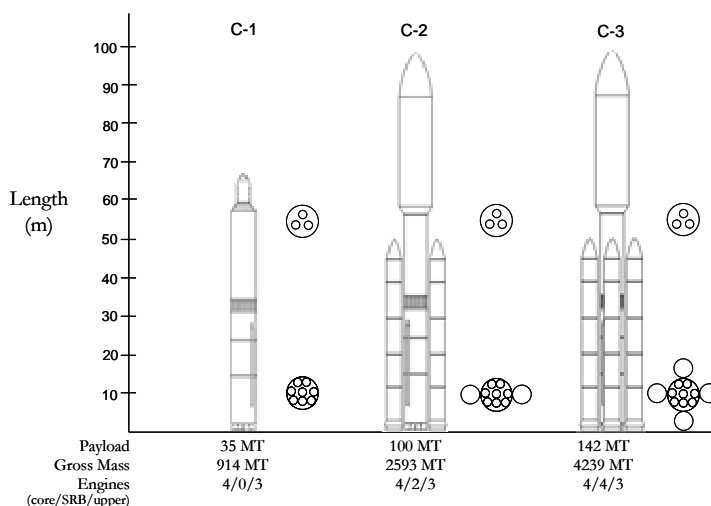 C-1 C-2 C-3
100
90
80
70
Length
60
(m)
50
40
30
20
10
Payload 35 MT 100 MT 142 MT
Gross Mass 914 MT 2593 MT 4239 MT
Engines 4/0/3 4/2/3 4/4/3
(core/SRB/upper)